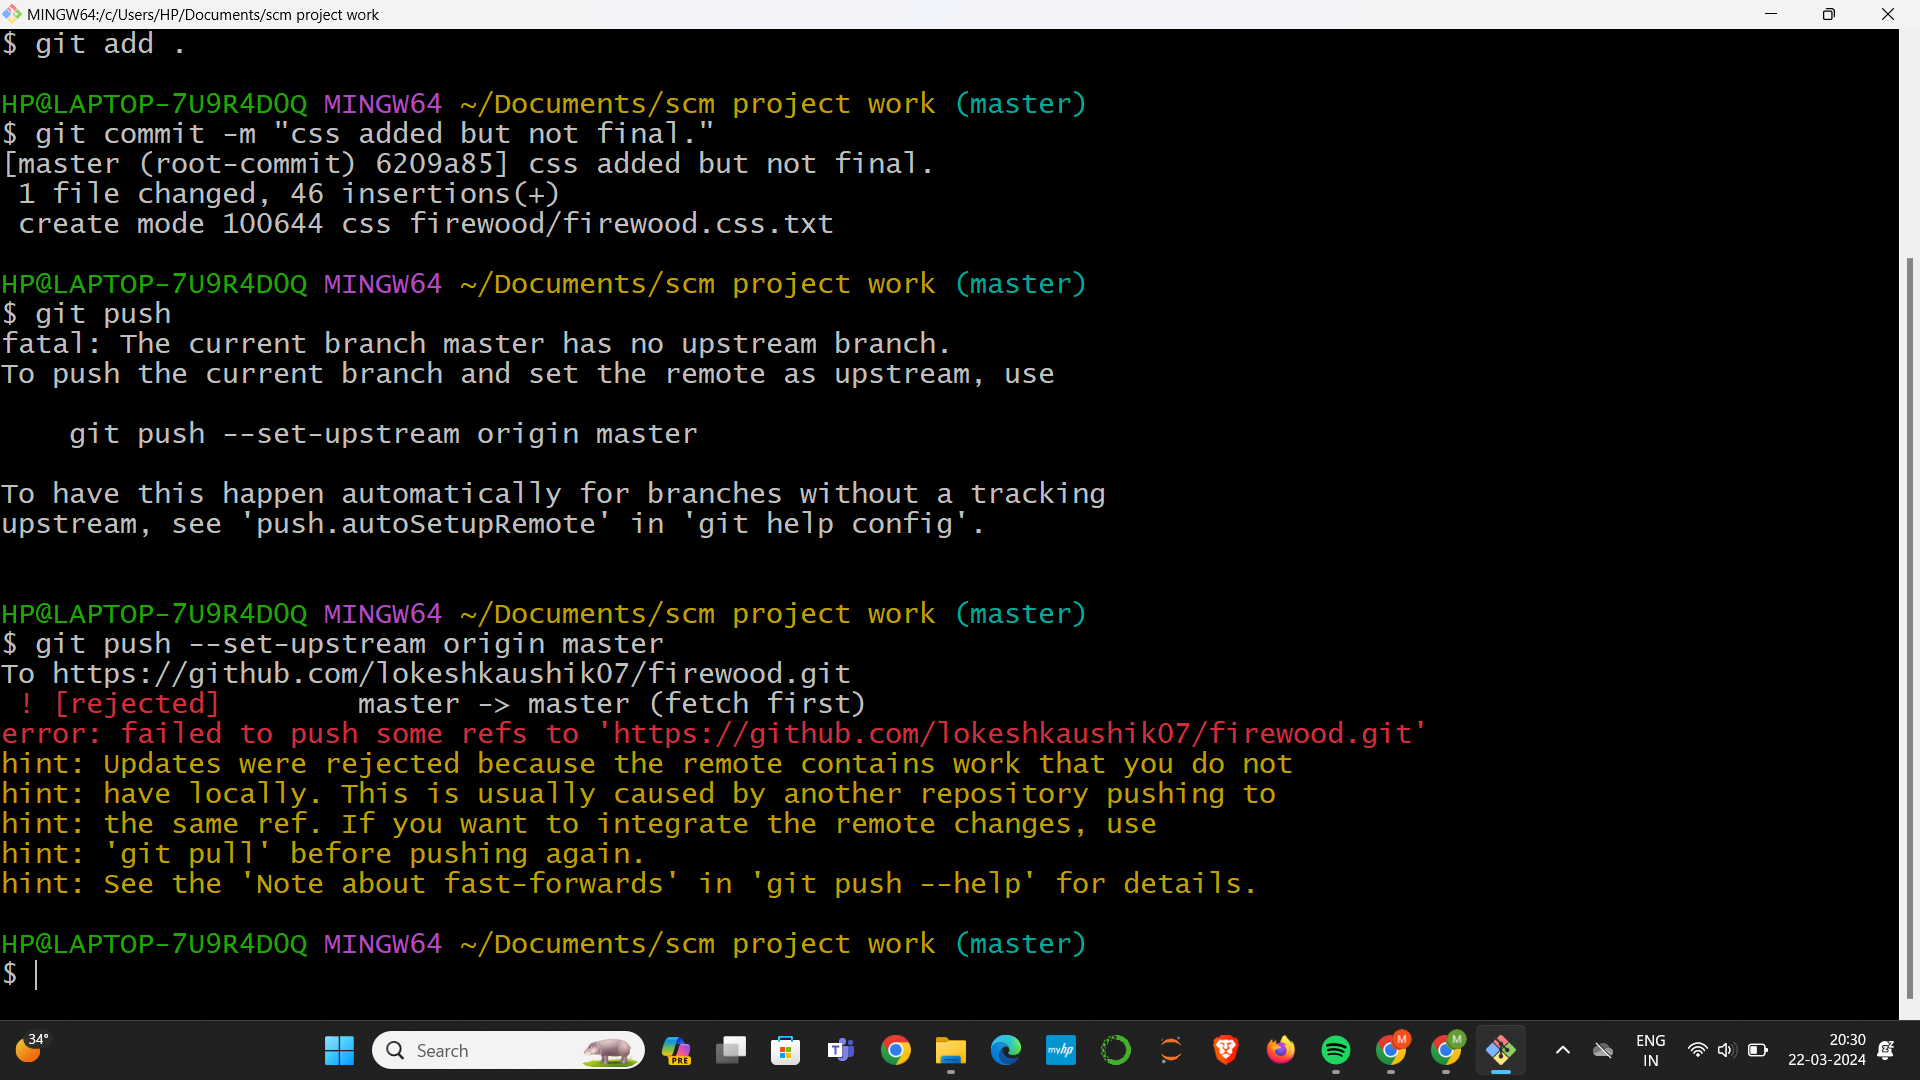 MINGW64:/c/Users/HP/Documents/scm project work
$ git add .
HP@LAPTOP-7U9R4D0Q MINGW64 ~/Documents/scm project work (master)
$ git commit -m "css added but not final."
[master (root-commit) 6209a85] css added but not final.
 1 file changed, 46 insertions(+)
 create mode 100644 css firewood/firewood.css.txt
HP@LAPTOP-7U9R4D0Q MINGW64 ~/Documents/scm project work (master)
$ git push
fatal: The current branch master has no upstream branch.
To push the current branch and set the remote as upstream, use
    git push --set-upstream origin master
To have this happen automatically for branches without a tracking
upstream, see 'push.autoSetupRemote' in 'git help config'.
HP@LAPTOP-7U9R4D0Q MINGW64 ~/Documents/scm project work (master)
$ git push --set-upstream origin master
To https://github.com/lokeshkaushik07/firewood.git
 ! [rejected]        master -> master (fetch first)
error: failed to push some refs to 'https://github.com/lokeshkaushik07/firewood.git'
hint: Updates were rejected because the remote contains work that you do not
hint: have locally. This is usually caused by another repository pushing to
hint: the same ref. If you want to integrate the remote changes, use
hint: 'git pull' before pushing again.
hint: See the 'Note about fast-forwards' in 'git push --help' for details.
HP@LAPTOP-7U9R4D0Q MINGW64 ~/Documents/scm project work (master)
$
34°
Search
PRE
myhp
M
M
ENG
IN
20:30
22-03-2024